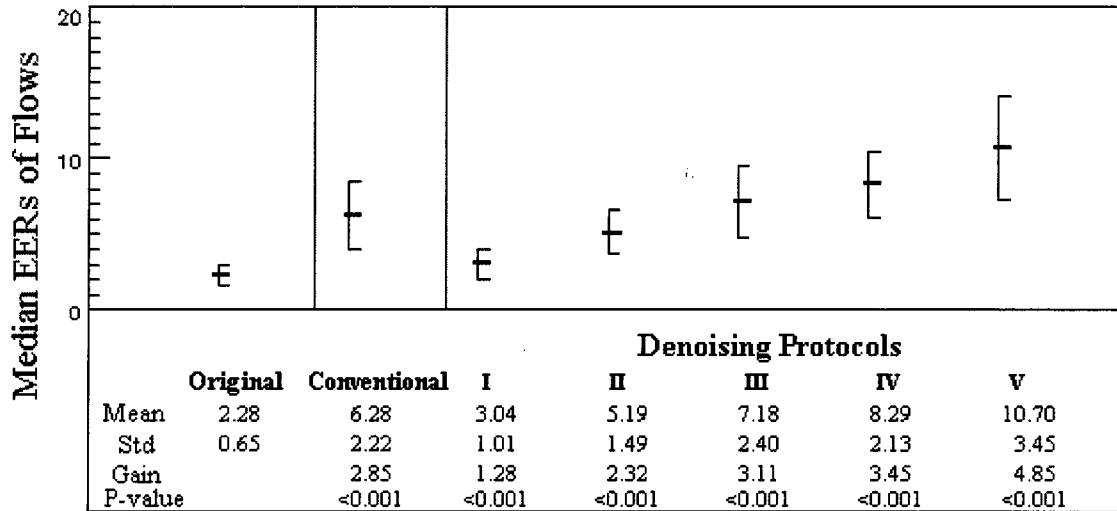 Median EERs of Flows
20
10
0
Denoising Protocols
Original Conventional I II III IV V
Mean 2.28 6.28 3.04 5.19 7.18 8.29 10.70
Std 0.65 2.22 1.01 1.49 2.40 2.13 3.45
Gain 2.85 1.28 2.32 3.11 3.45 4.85
P-value <0.001 <0.001 <0.001 <0.001 <0.001 <0.001